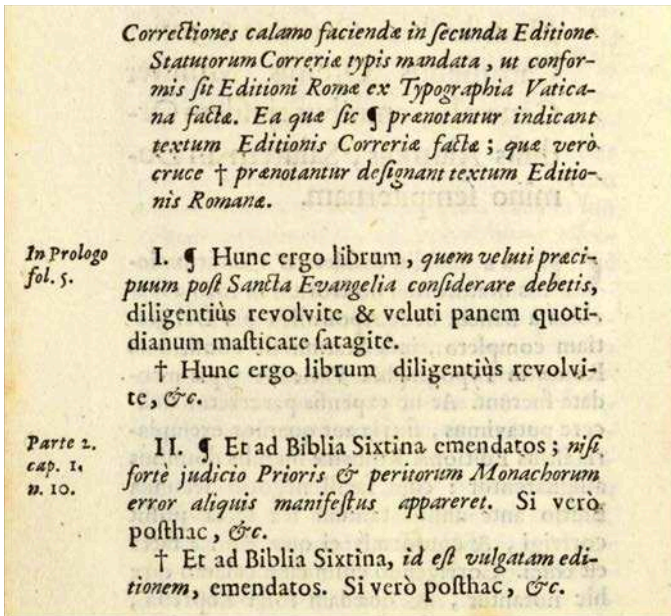 Correctiones calamo faciendæ in ſecunda Editione
Statutorum Correriæ typis mandata, ut confor-
mis ſit Editioni Romæ ex Typographia Vatica-
na facta. Ea quæ ſic ¶ prænotantur indicant
textum Editionis Correriæ factæ; quæ verò
cruce † prænotantur deſignant textum Editio-
nis Romanæ.
In Prologo
fol. 5.
I. ¶ Hunc ergo librum, quem veluti præci-
puum poſt Sancta Evangelia conſiderare debetis,
diligentiùs revolvite & veluti panem quoti-
dianum maſticare ſatagite.
† Hunc ergo librum diligentiùs revolvi-
te, &c.
Parte 2.
cap. 1.
n. 10.
II. ¶ Et ad Biblia Sixtina emendatos; niſi
fortè judicio Prioris & peritorum Monachorum
error aliquis manifeſtus appareret. Si verò
poſthac, &c.
† Et ad Biblia Sixtina, id eſt vulgatam edi-
tionem, emendatos. Si verò poſthac, &c.